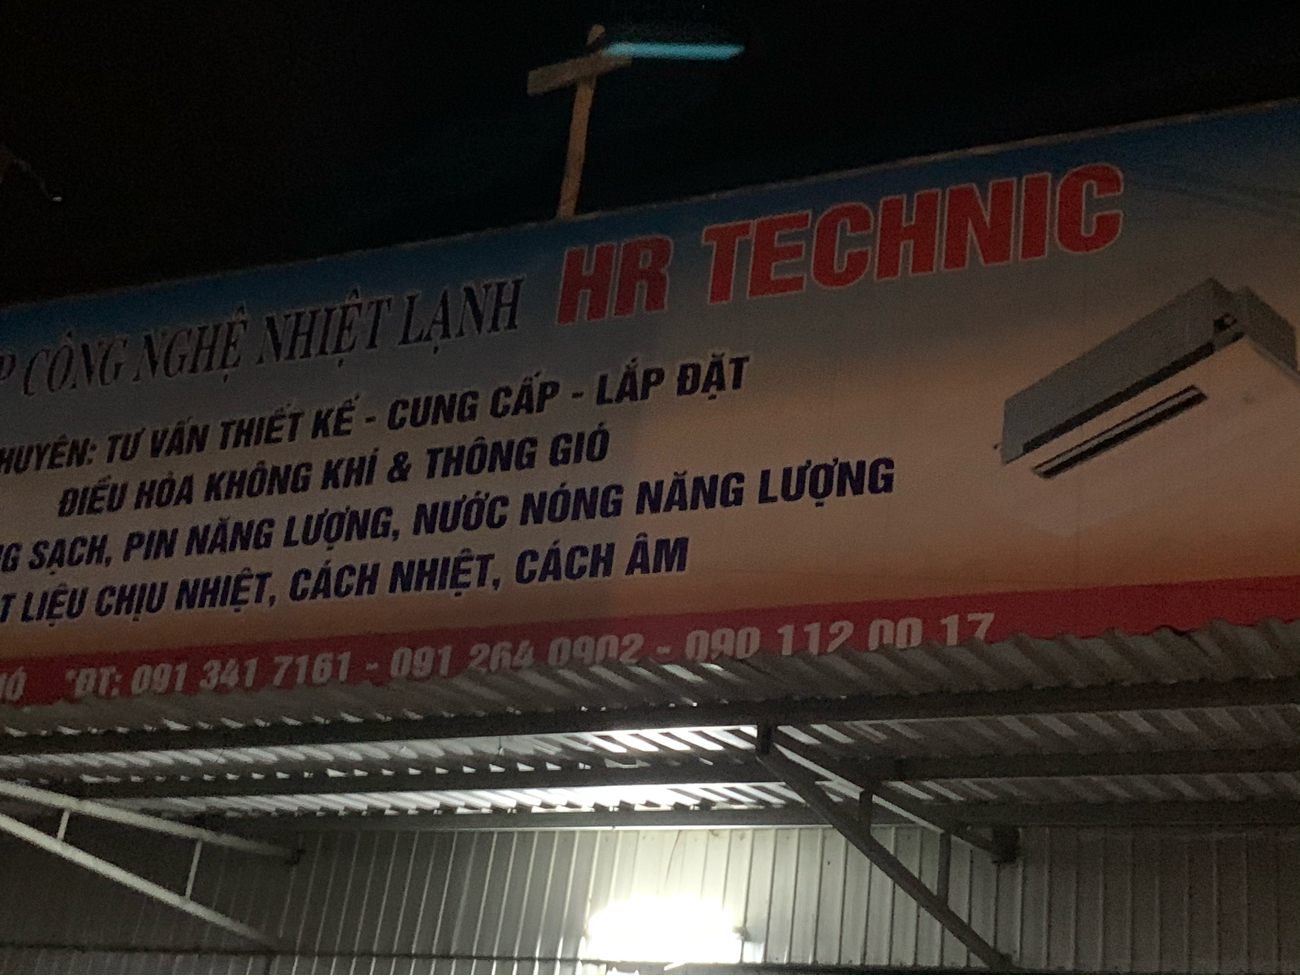 P CÔNG NGHỆ NHIỆT LẠNH HR TECHNIC
HUYÊN: TƯ VẤN THIẾT KẾ - CUNG CẤP - LẮP ĐẶT
ĐIỀU HÒA KHÔNG KHÍ & THÔNG GIÓ
NG SẠCH, PIN NĂNG LƯỢNG, NƯỚC NÓNG NĂNG LƯỢNG
T LIỆU CHỊU NHIỆT, CÁCH NHIỆT, CÁCH ÂM
ĐT: 091 341 7161 - 091 264 0902 - 090 112 00 17